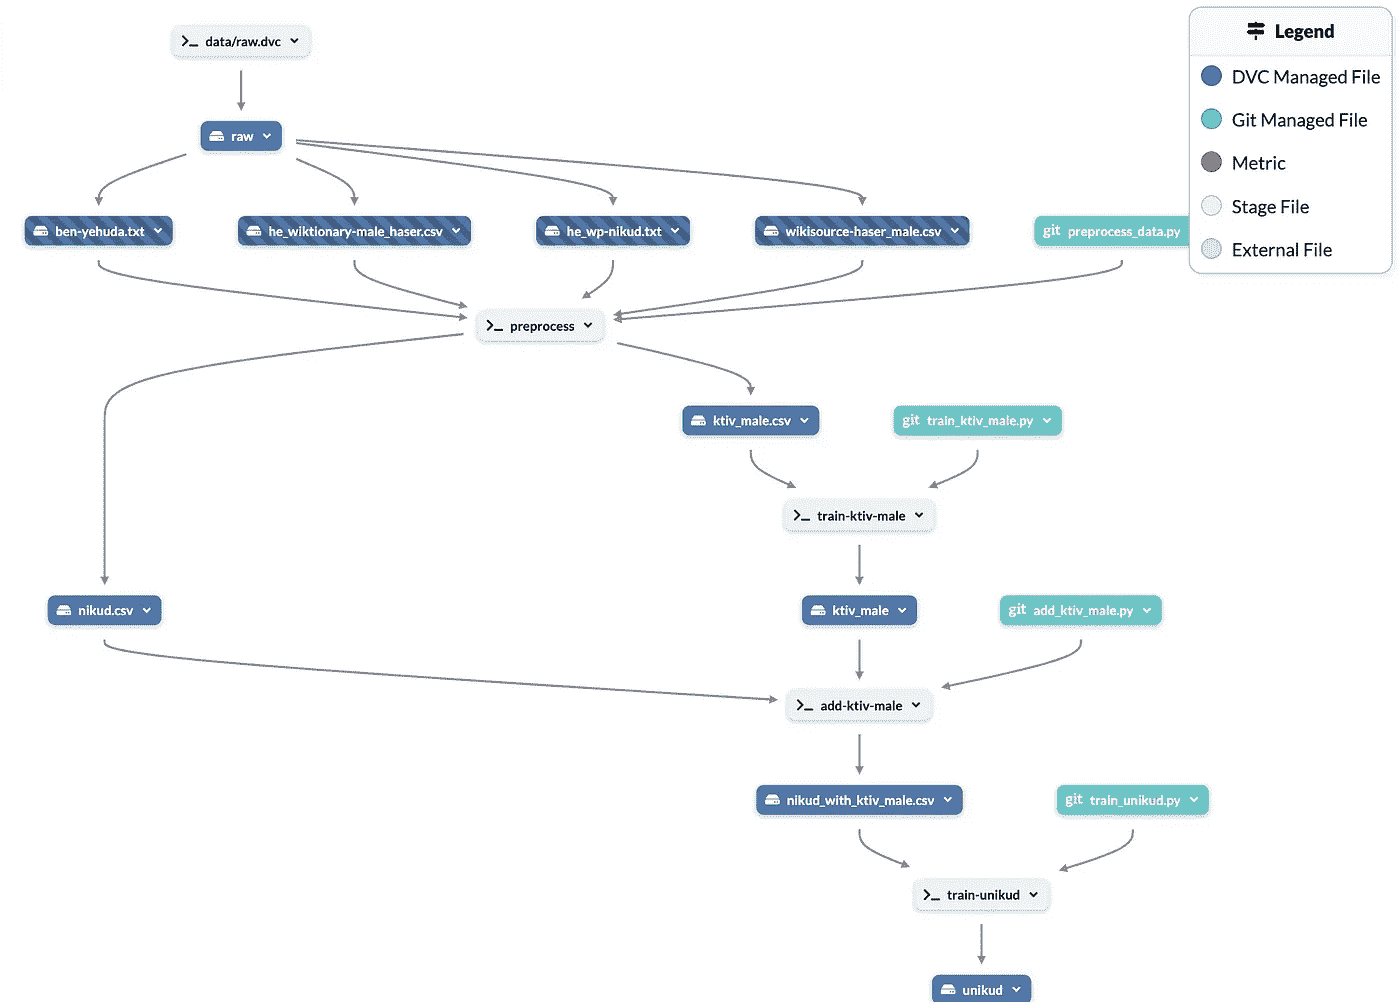 data/raw.dvc
raw
ben-yehuda.txt
he_wiktionary-male_haser.csv
he_wp-nikud.txt
wikisource-haser_male.csv
git preprocess_data.py
Legend
DVC Managed File
Git Managed File
Metric
Stage File
External File
preprocess
ktiv_male.csv
git train_ktiv_male.py
train-ktiv-male
nikud.csv
ktiv_male
git add_ktiv_male.py
add-ktiv-male
nikud_with_ktiv_male.csv
git train_unikud.py
train-unikud
unikud